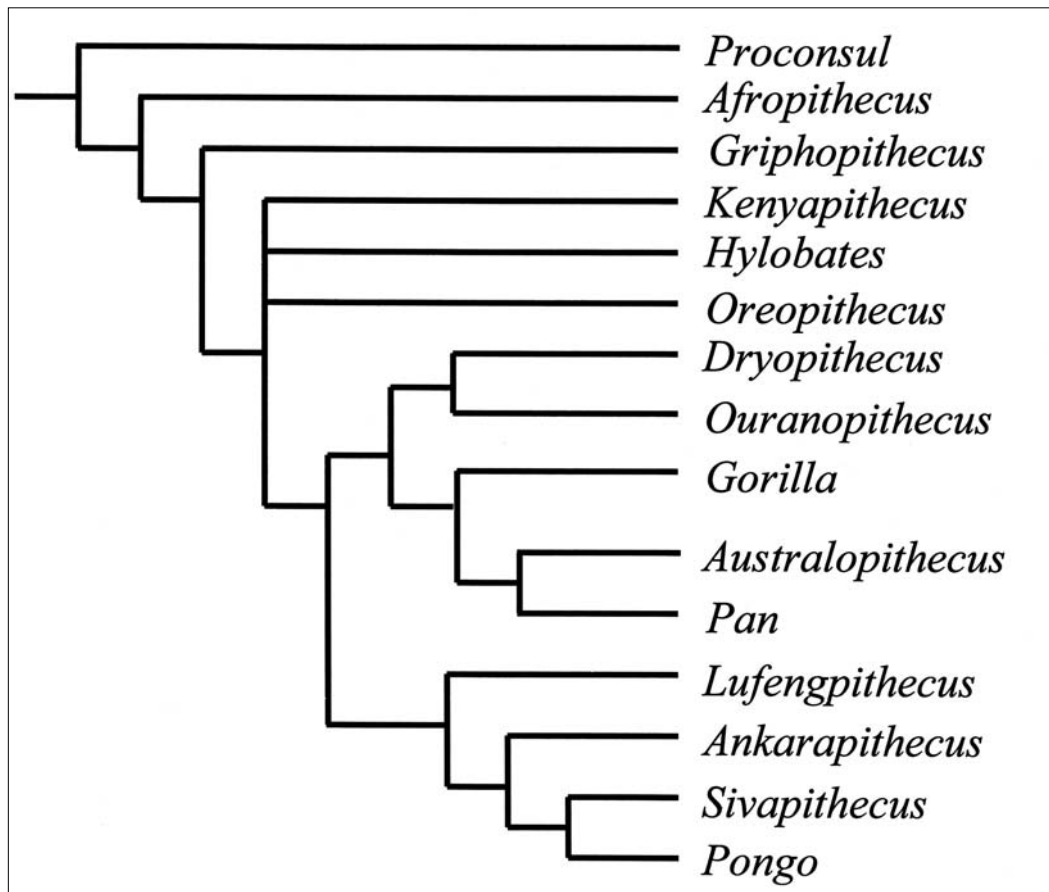 Proconsul
Afropithecus
Griphopithecus
Kenyapithecus
Hylobates
Oreopithecus
Dryopithecus
Ouranopithecus
Gorilla
Australopithecus
Pan
Lufengpithecus
Ankarapithecus
Sivapithecus
Pongo